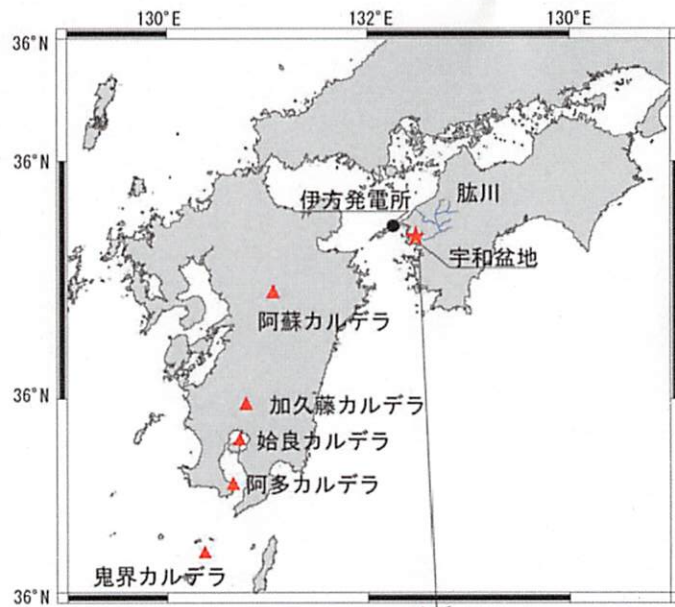 130°E
132°E
130°E
36°N
36°N
伊方発電所
肱川
宇和盆地
阿蘇カルデラ
36°N
加久藤カルデラ
姶良カルデラ
阿多カルデラ
鬼界カルデラ
36°N